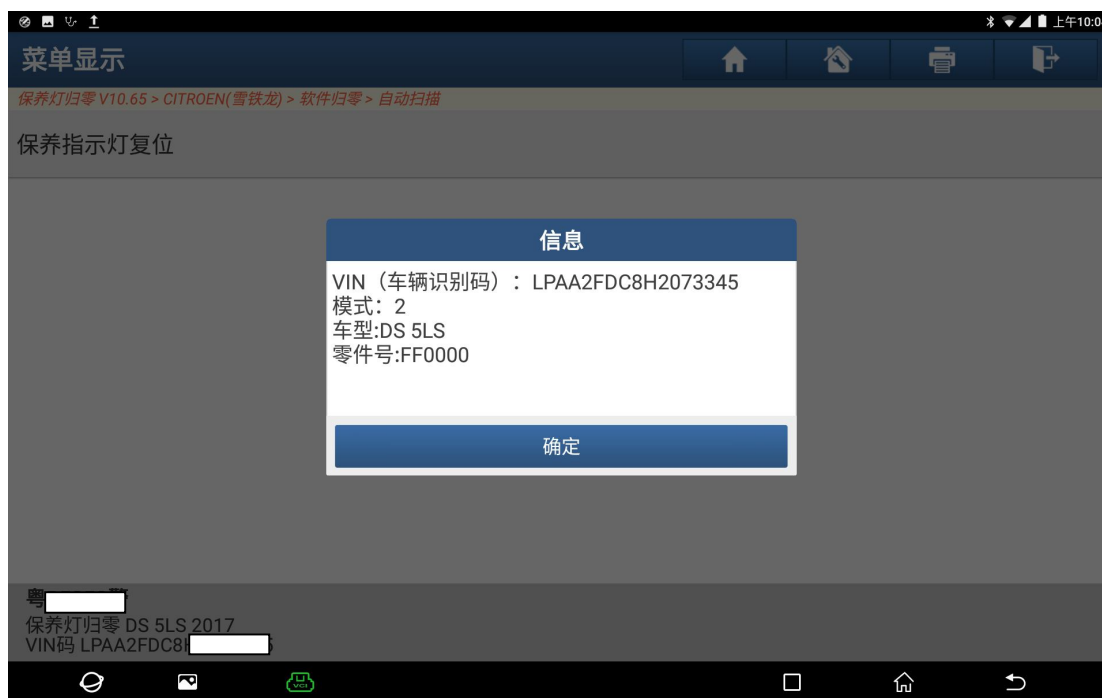 上午10:0
菜单显示
保养灯归零 V10.65 > CITROEN(雪铁龙) > 软件归零 > 自动扫描
保养指示灯复位
信息
VIN（车辆识别码）：LPAA2FDC8H2073345
模式：2
车型:DS 5LS
零件号:FF0000
确定
粤
保养灯归零 DS 5LS 2017
VIN码 LPAA2FDC8
VCI